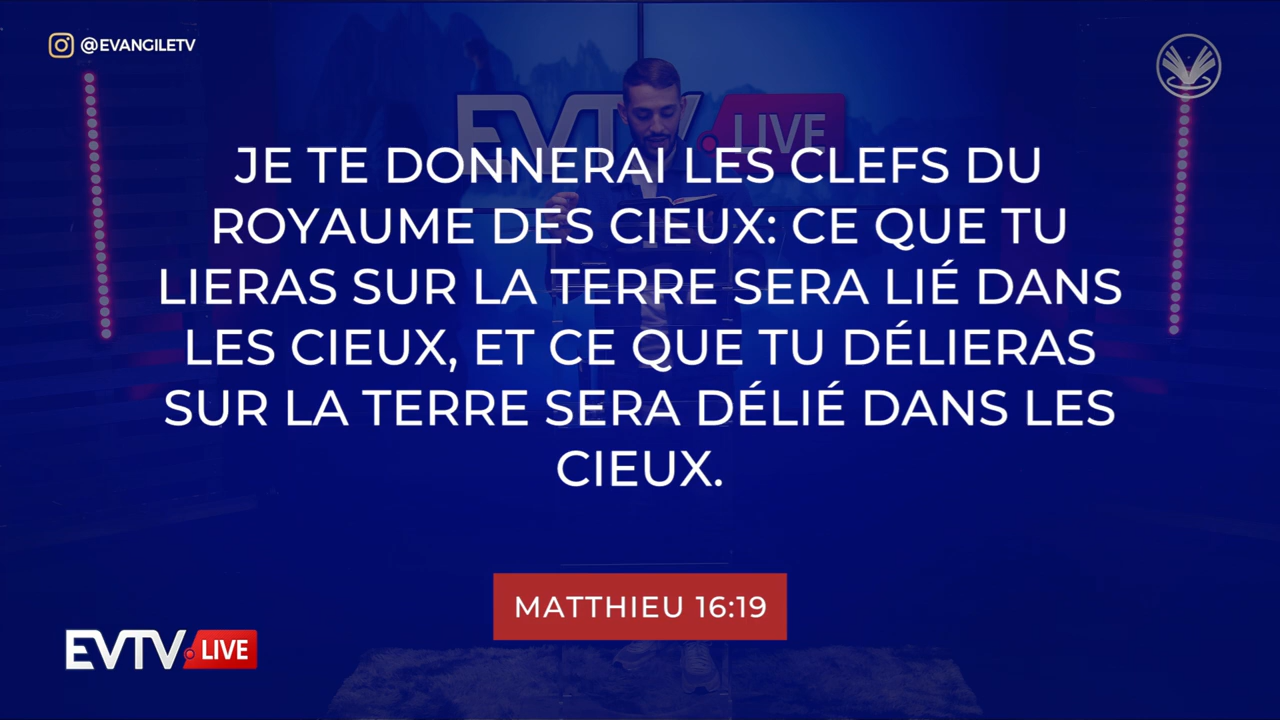 @EVANGILETV
EVTV LIVE
JE TE DONNERAI LES CLEFS DU
ROYAUME DES CIEUX: CE QUE TU
LIERAS SUR LA TERRE SERA LIÉ DANS
LES CIEUX, ET CE QUE TU DÉLIERAS
SUR LA TERRE SERA DÉLIÉ DANS LES
CIEUX.
MATTHIEU 16:19
EVTV LIVE